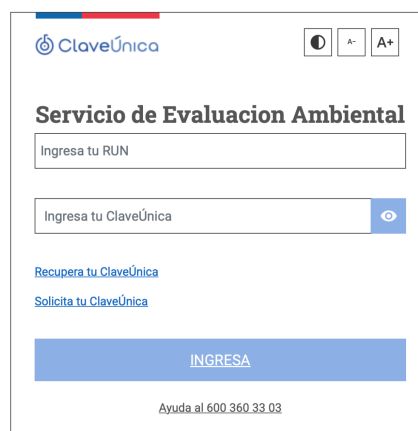 ClaveÚnica
A-
A+
Servicio de Evaluacion Ambiental
Ingresa tu RUN
Ingresa tu ClaveÚnica
Recupera tu ClaveÚnica
Solicita tu ClaveÚnica
INGRESA
Ayuda al 600 360 33 03